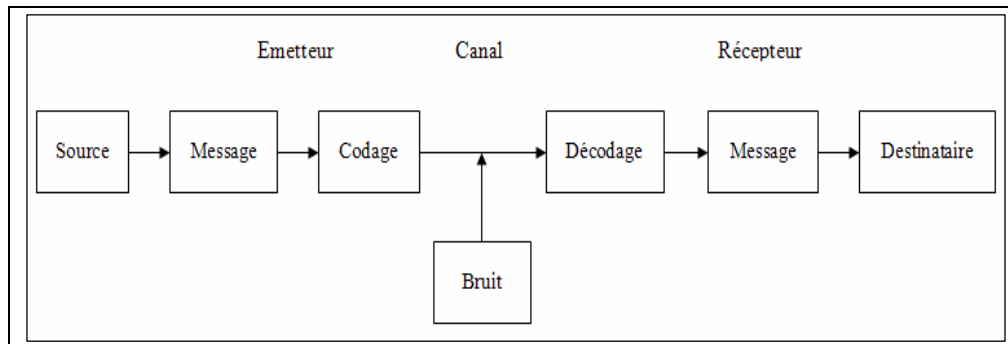 Emetteur Canal Récepteur
Source Message Codage Décodage Message Destinataire
Bruit